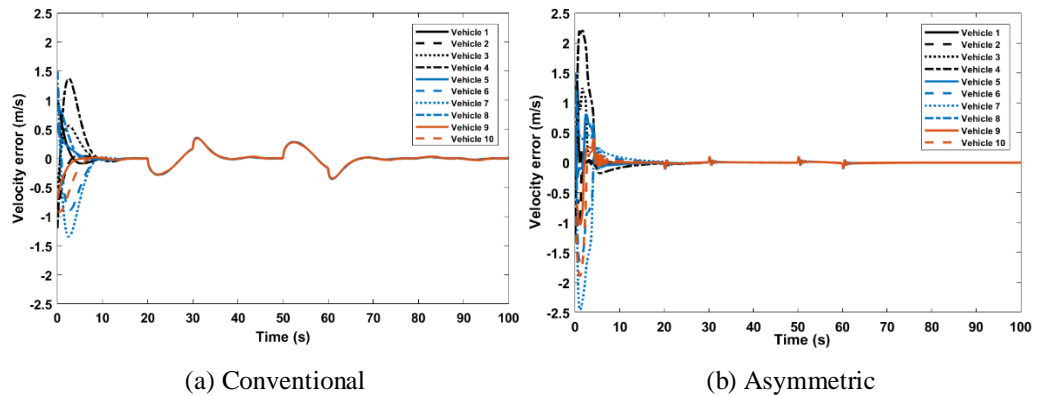 2.5
2
1.5
1
0.5
0
-0.5
-1
-1.5
-2
-2.5
Velocity error (m/s)
0 10 20 30 40 50 60 70 80 90 100
Time (s)
Vehicle 1
Vehicle 2
Vehicle 3
Vehicle 4
Vehicle 5
Vehicle 6
Vehicle 7
Vehicle 8
Vehicle 9
Vehicle 10
(a) Conventional
2.5
2
1.5
1
0.5
0
-0.5
-1
-1.5
-2
-2.5
Velocity error (m/s)
0 10 20 30 40 50 60 70 80 90 100
Time (s)
Vehicle 1
Vehicle 2
Vehicle 3
Vehicle 4
Vehicle 5
Vehicle 6
Vehicle 7
Vehicle 8
Vehicle 9
Vehicle 10
(b) Asymmetric